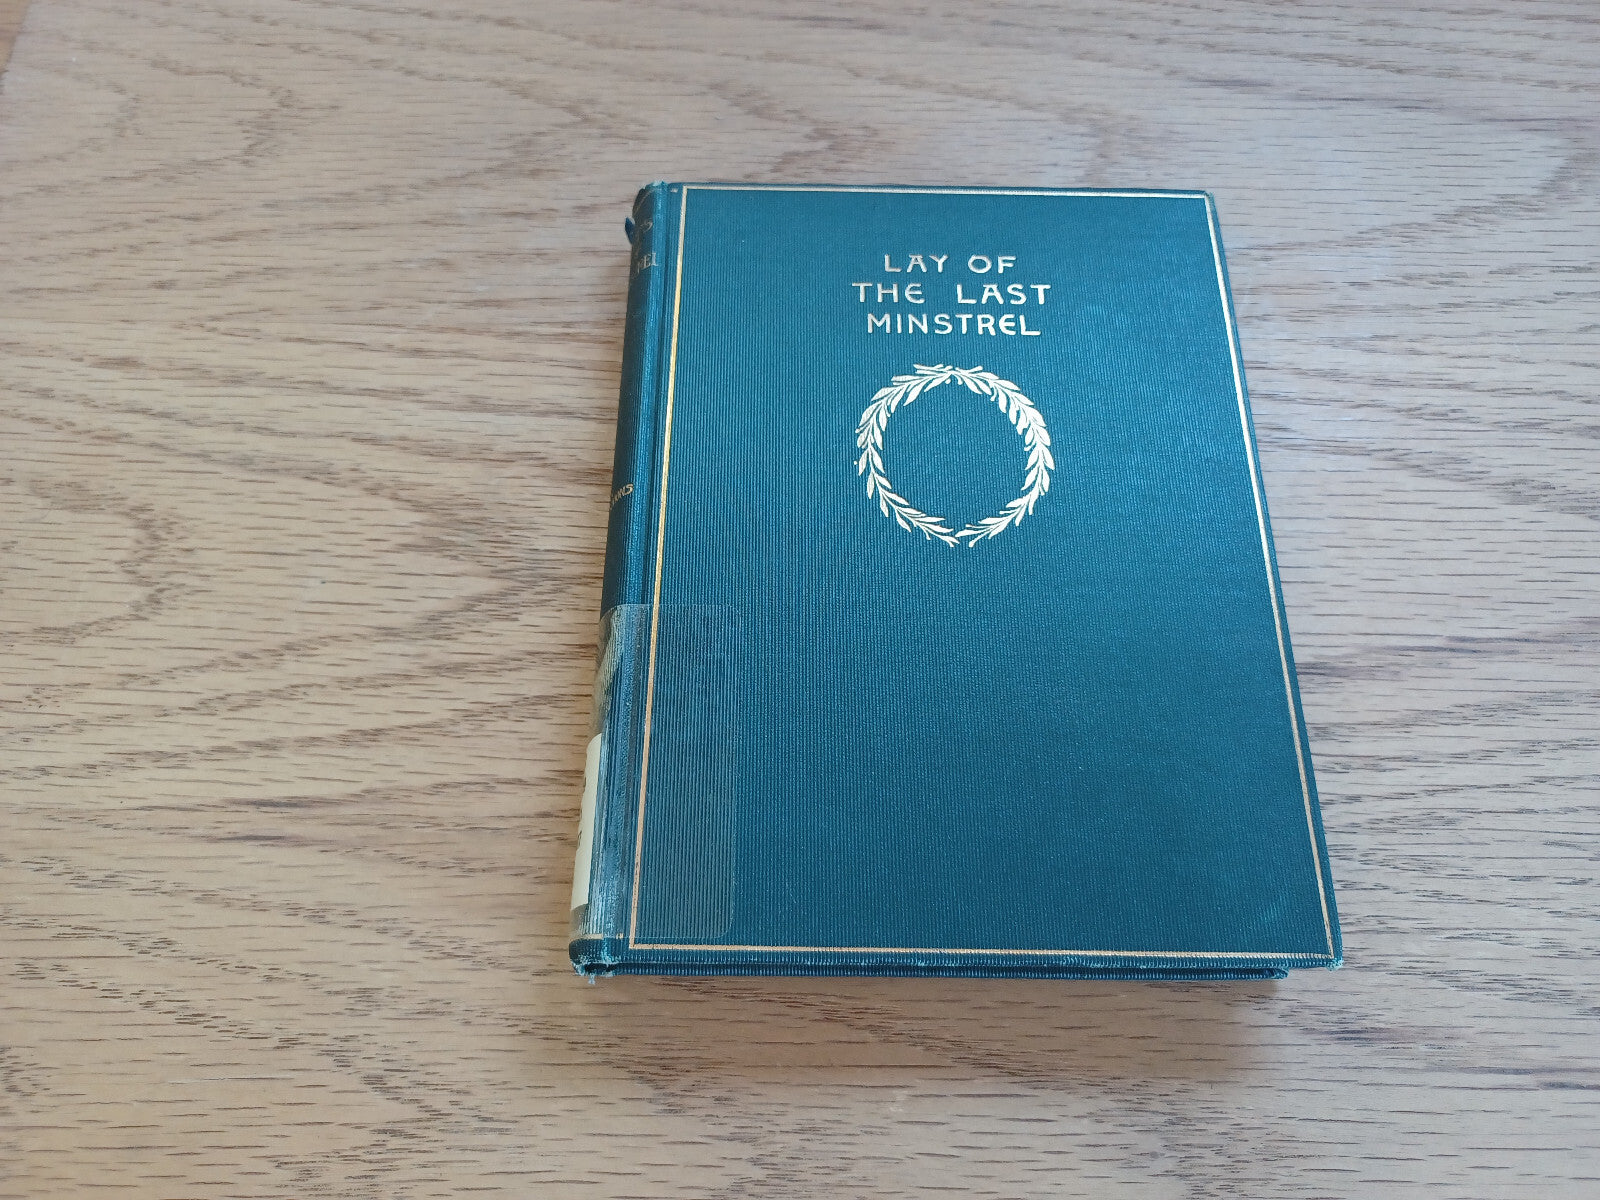 LAY OF
THE LAST
MINSTREL